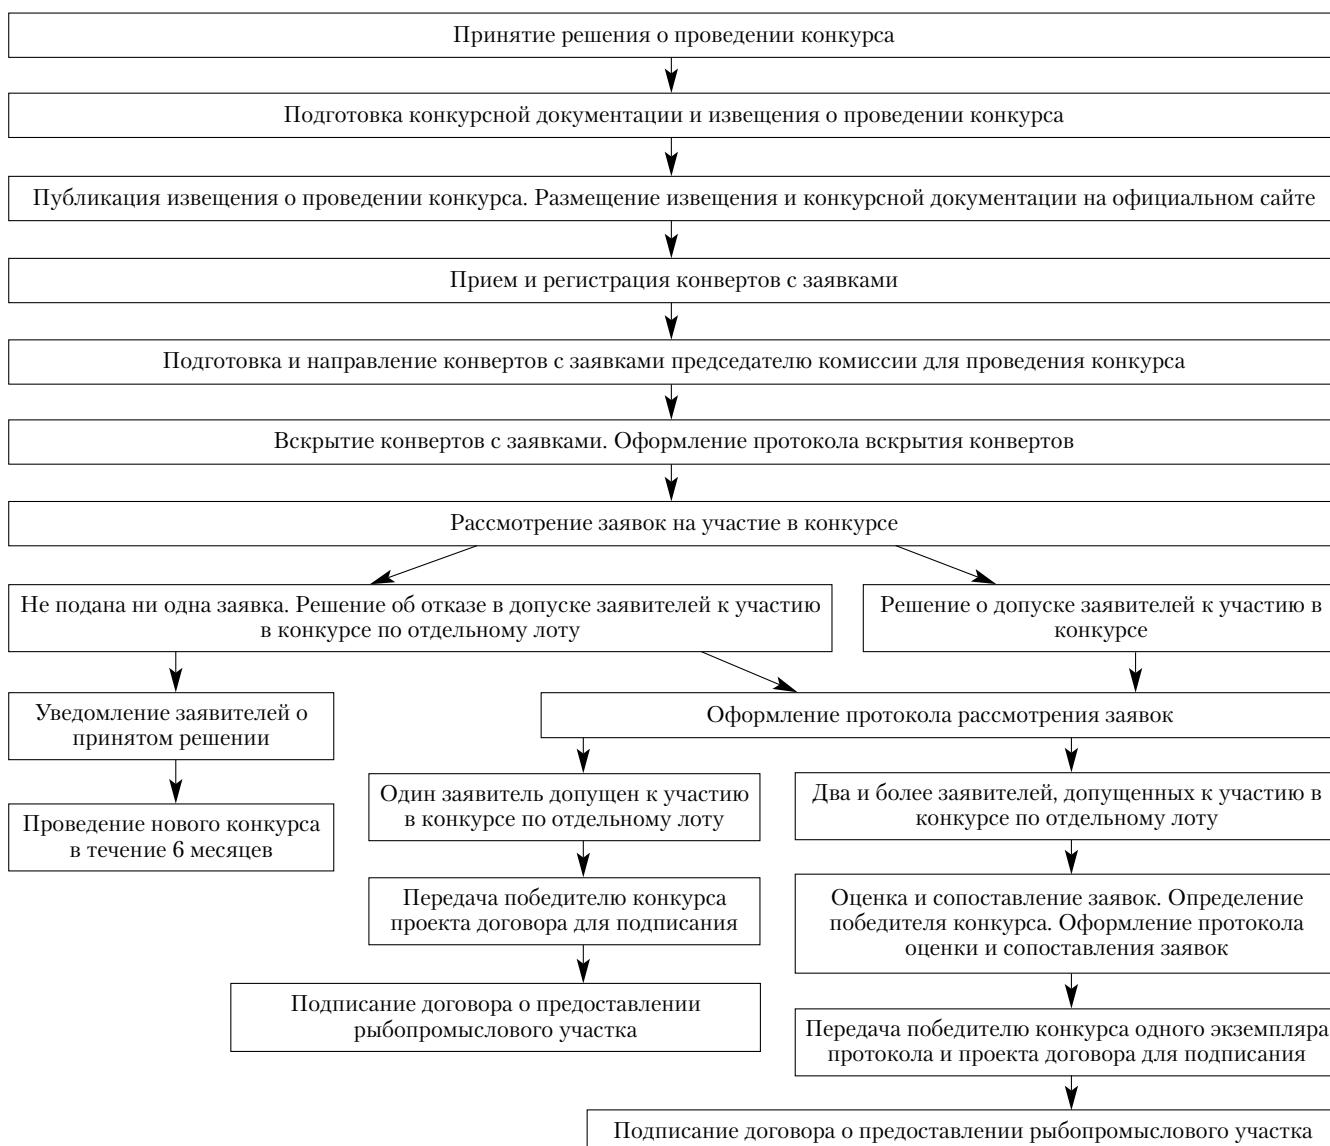 Принятие решения о проведении конкурса
Подготовка конкурсной документации и извещения о проведении конкурса
Публикация извещения о проведении конкурса. Размещение извещения и конкурсной документации на официальном сайте
Прием и регистрация конвертов с заявками
Подготовка и направление конвертов с заявками председателю комиссии для проведения конкурса
Вскрытие конвертов с заявками. Оформление протокола вскрытия конвертов
Рассмотрение заявок на участие в конкурсе
Не подана ни одна заявка. Решение об отказе в допуске заявителей к участию
в конкурсе по отдельному лоту
Решение о допуске заявителей к участию в
конкурсе
Уведомление заявителей о
принятом решении
Оформление протокола рассмотрения заявок
Проведение нового конкурса
в течение 6 месяцев
Один заявитель допущен к участию
в конкурсе по отдельному лоту
Два и более заявителей, допущенных к участию в
конкурсе по отдельному лоту
Передача победителю конкурса
проекта договора для подписания
Оценка и сопоставление заявок. Определение
победителя конкурса. Оформление протокола
оценки и сопоставления заявок
Подписание договора о предоставлении
рыбопромыслового участка
Передача победителю конкурса одного экземпляра
протокола и проекта договора для подписания
Подписание договора о предоставлении рыбопромыслового участка